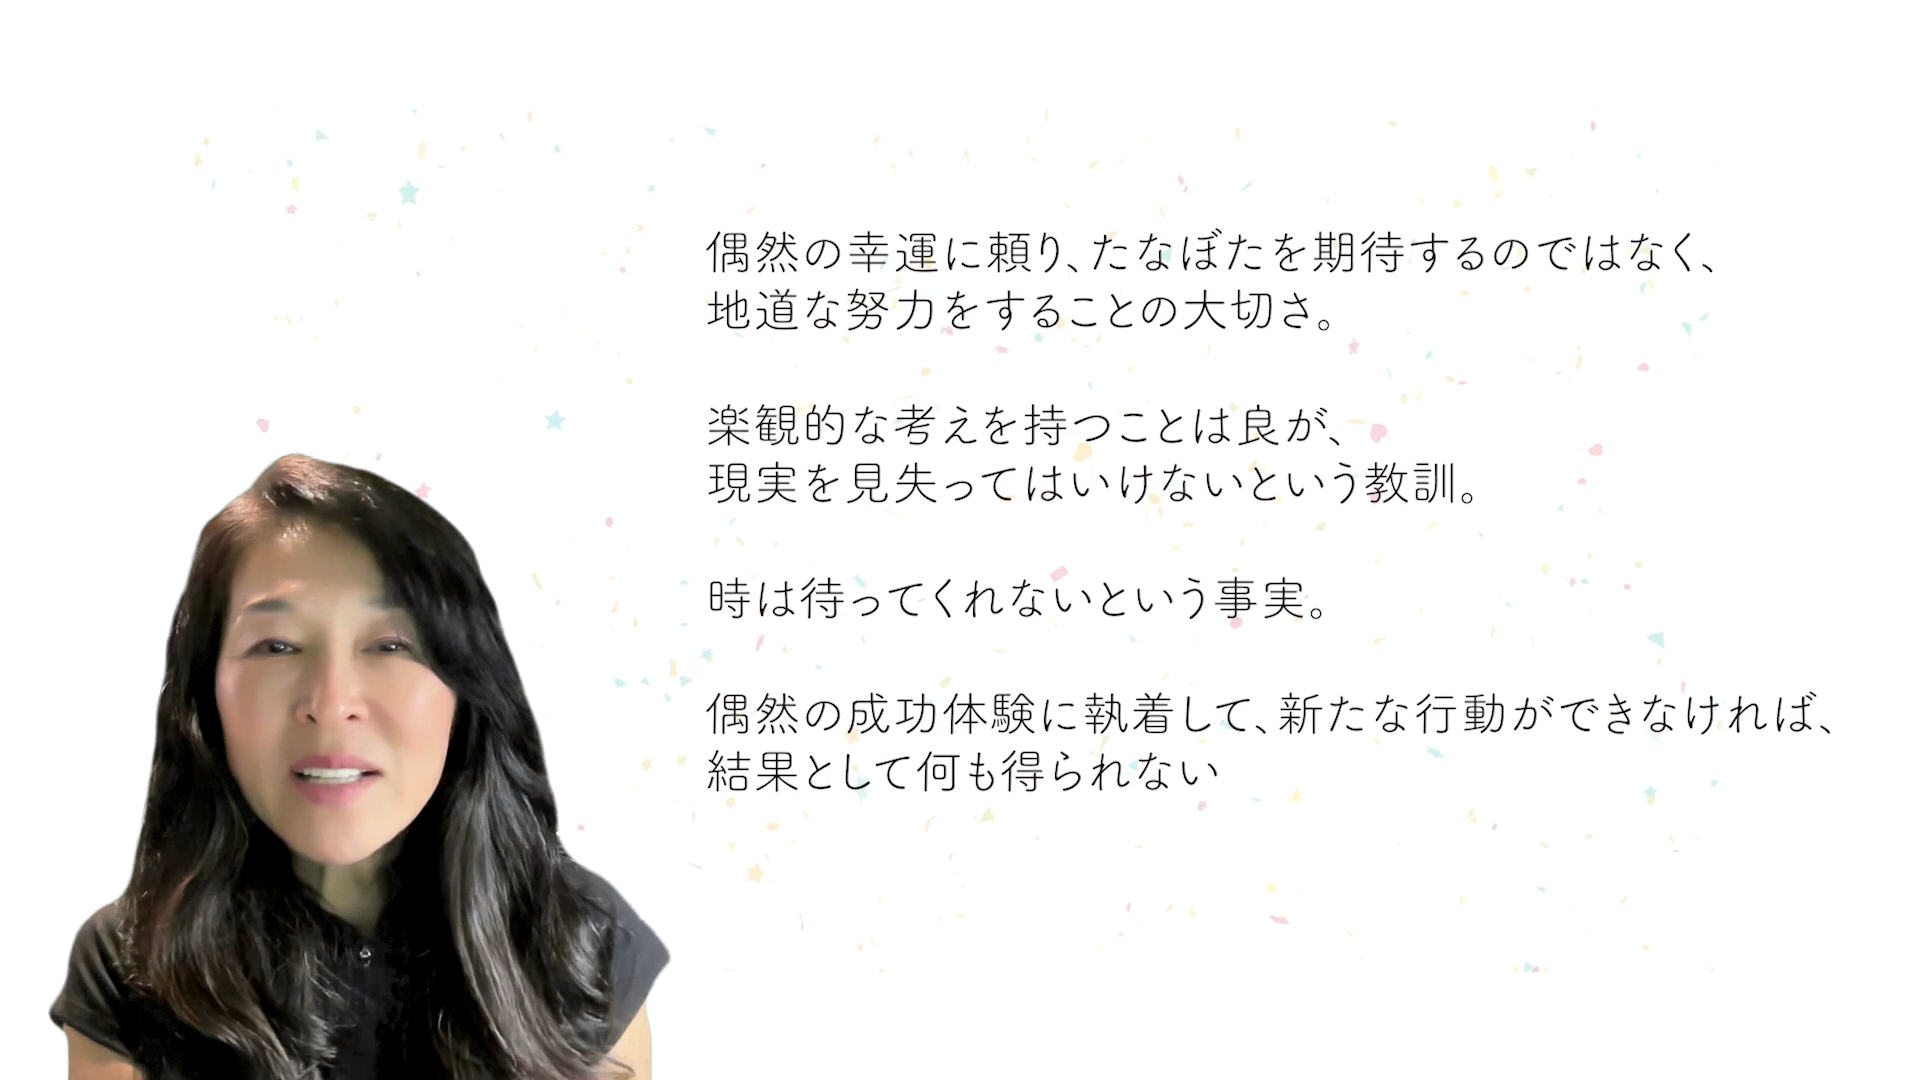 偶然の幸運に頼り、たなぼたを期待するのではなく、
地道な努力をすることの大切さ。
楽観的な考えを持つことは良が、
現実を見失ってはいけないという教訓。
時は待ってくれないという事実。
偶然の成功体験に執着して、新たな行動ができなければ、
結果として何も得られない